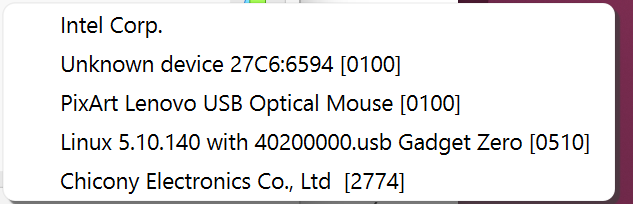 Intel Corp.
Unknown device 27C6:6594 [0100]
PixArt Lenovo USB Optical Mouse [0100]
Linux 5.10.140 with 40200000.usb Gadget Zero [0510]
Chicony Electronics Co., Ltd  [2774]